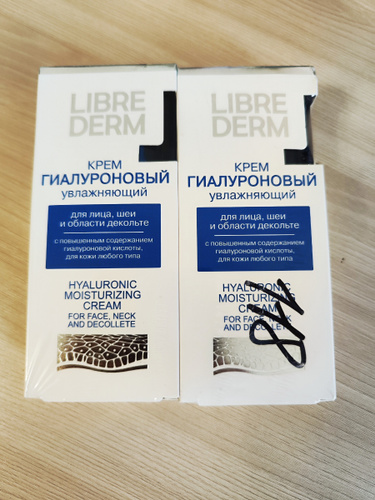 LIBRE
DERM
КРЕМ
ГИАЛУРОНОВЫЙ
увлажняющий
для лица, шеи
и области декольте
с повышенным содержанием
гиалуроновой кислоты,
для кожи любого типа
HYALURONIC
MOISTURIZING
CREAM
FOR FACE, NECK
AND DECOLLETE
LIBRE
DERM
КРЕМ
ГИАЛУРОНОВЫЙ
увлажняющий
для лица, шеи
и области декольте
с повышенным содержанием
гиалуроновой кислоты,
для кожи любого типа
HYALURONIC
MOISTURIZING
CREAM
FOR FACE, NECK
AND DECOLLETE